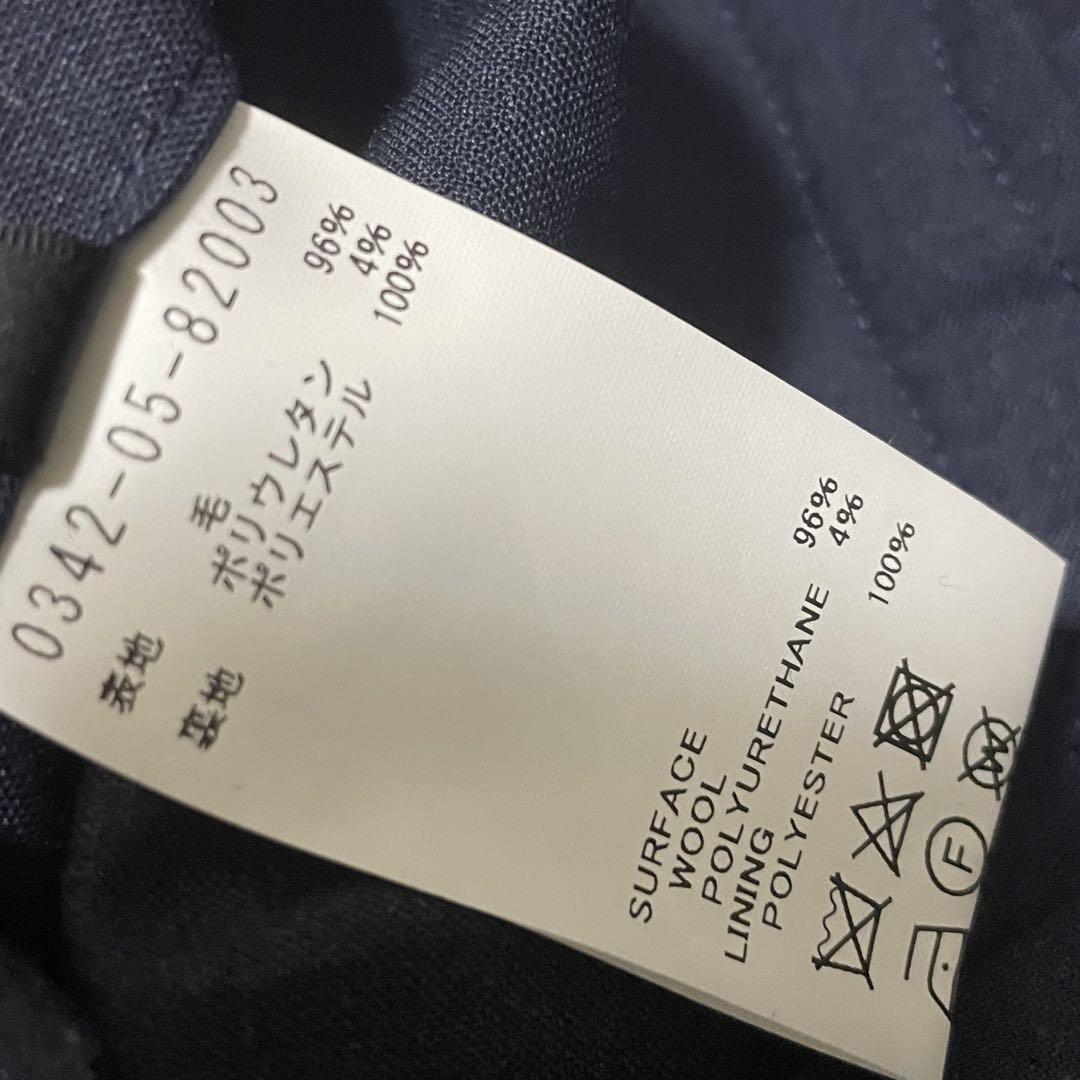 0342-05-82003
表地 毛 96%
ポリウレタン 4%
裏地 ポリエステル 100%
SURFACE
WOOL 96%
POLYURETHANE 4%
LINING
POLYESTER 100%
F
W